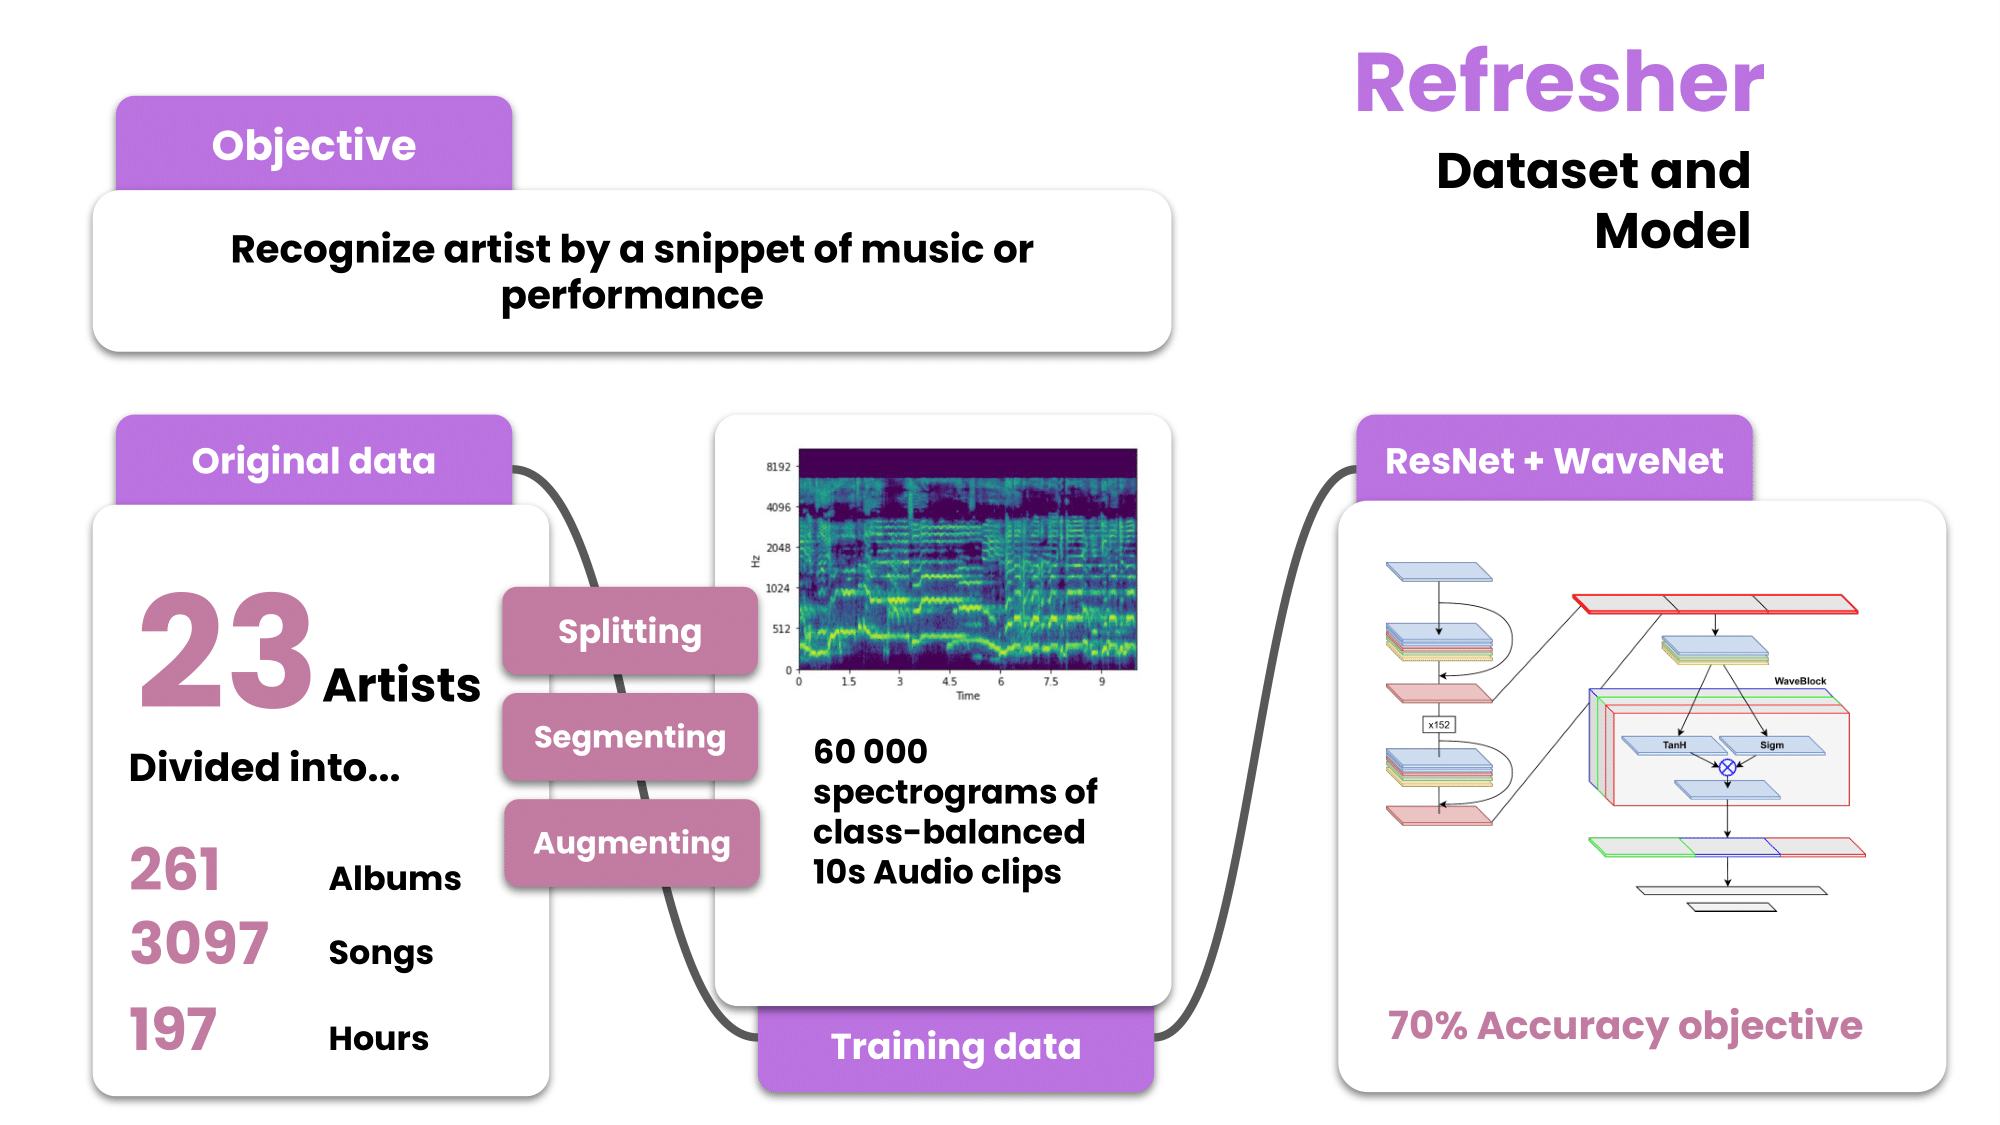 Refresher
Dataset and
Model
Objective
Recognize artist by a snippet of music or
performance
Original data
23 Artists
Divided into...
261 Albums
3097 Songs
197 Hours
Splitting
Segmenting
Augmenting
8192
4096
2048
1024
512
0
Hz
0 1.5 3 4.5 6 7.5 9
Time
60 000
spectrograms of
class-balanced
10s Audio clips
Training data
ResNet + WaveNet
x152
WaveBlock
TanH Sigm
70% Accuracy objective